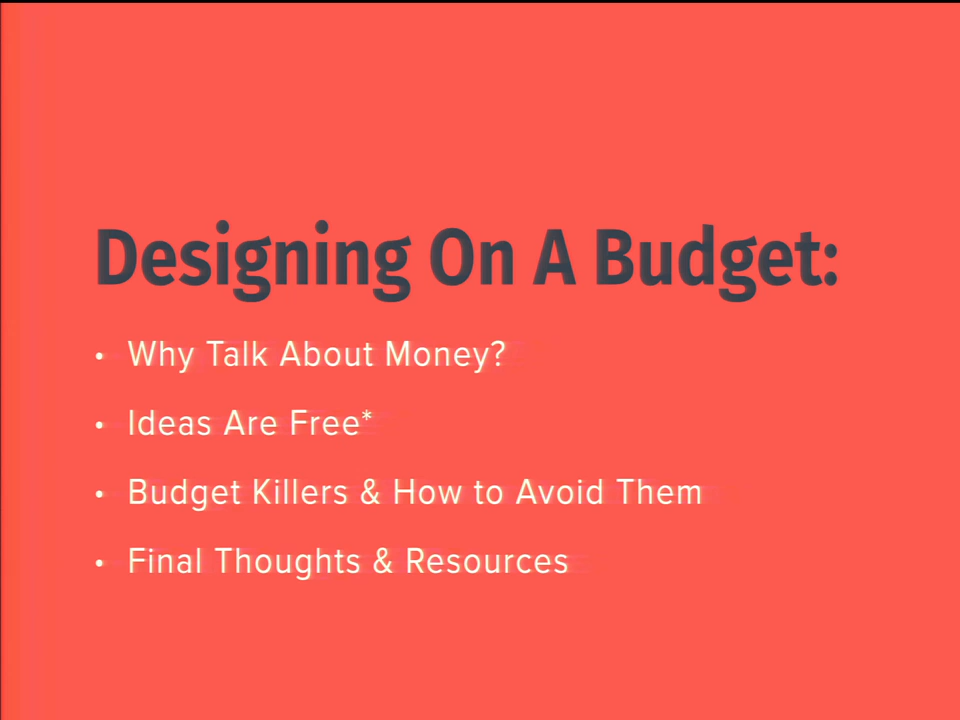 Designing On A Budget:
• Why Talk About Money?
• Ideas Are Free*
• Budget Killers & How to Avoid Them
• Final Thoughts & Resources